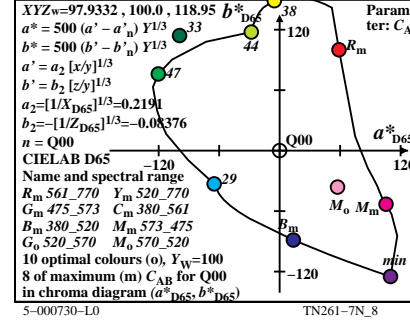 XYZw=97.9332 , 100.0 , 118.95 b*D65
a* = 500 (a' – a'n) Y1/3
b* = 500 (b' – b'n) Y1/3
a' = a2 [x/y]1/3
b' = b2 [z/y]1/3
a2=[1/XD65]1/3=0.2191
b2=–[1/ZD65]1/3=–0.08376
n = Q00
CIELAB D65
Name and spectral range
Rm 561_770 Ym 520_770
Gm 475_573 Cm 380_561
Bm 380_520 Mm 573_475
Go 520_570 Mo 570_520
10 optimal colours (o), YW=100
8 of maximum (m) CAB for Q00
in chroma diagram (a*D65, b*D65)
33
44
38
120
Param
ter: CA
Rm
47
Q00
a*D65
–120
120
29
Mo Mm
Bm
–120
min
5-000730-L0
TN261-7N_8